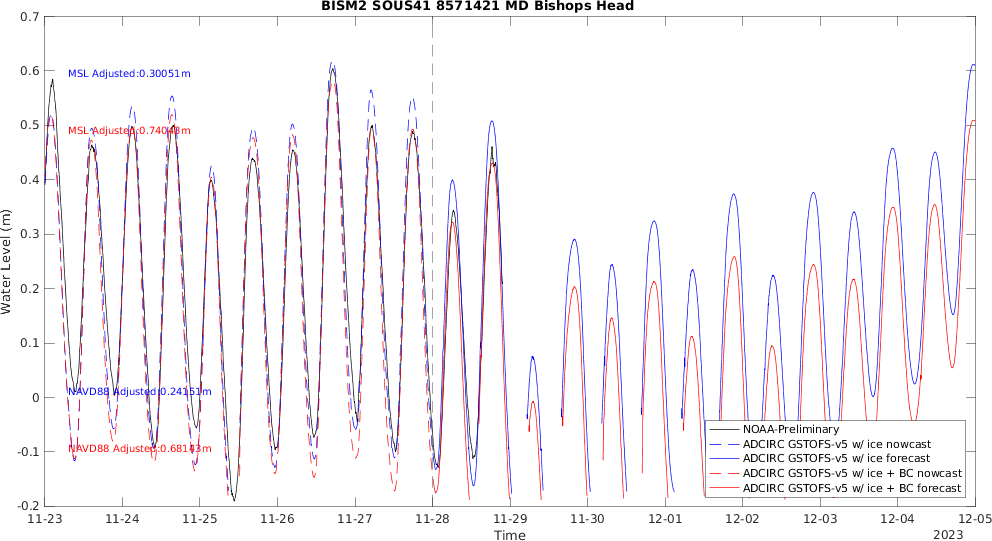 BISM2 SOUS41 8571421 MD Bishops Head
0.7
0.6
0.5
0.4
0.3
0.2
0.1
0
-0.1
-0.2
Water Level (m)
MSL Adjusted:0.30051m
MSL Adjusted:0.74043m
NAVD88 Adjusted:0.24151m
NAVD88 Adjusted:0.68143m
NOAA-Preliminary
ADCIRC GSTOFS-v5 w/ ice nowcast
ADCIRC GSTOFS-v5 w/ ice forecast
ADCIRC GSTOFS-v5 w/ ice + BC nowcast
ADCIRC GSTOFS-v5 w/ ice + BC forecast
11-23 11-24 11-25 11-26 11-27 11-28 11-29 11-30 12-01 12-02 12-03 12-04 12-05
Time
2023